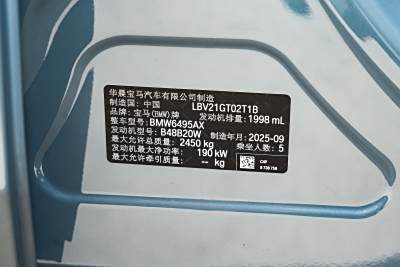 华晨宝马汽车有限公司制造
制造国：中国 LBV21GT02T1B
品牌：宝马(BMW)牌 发动机排量：1998 mL
整车型号：BMW6495AX
发动机型号：B48B20W 制造年月：2025-09
最大允许总质量：2450 kg 乘坐人数：5
发动机最大净功率：190 kW
最大允许牵引质量：-- kg